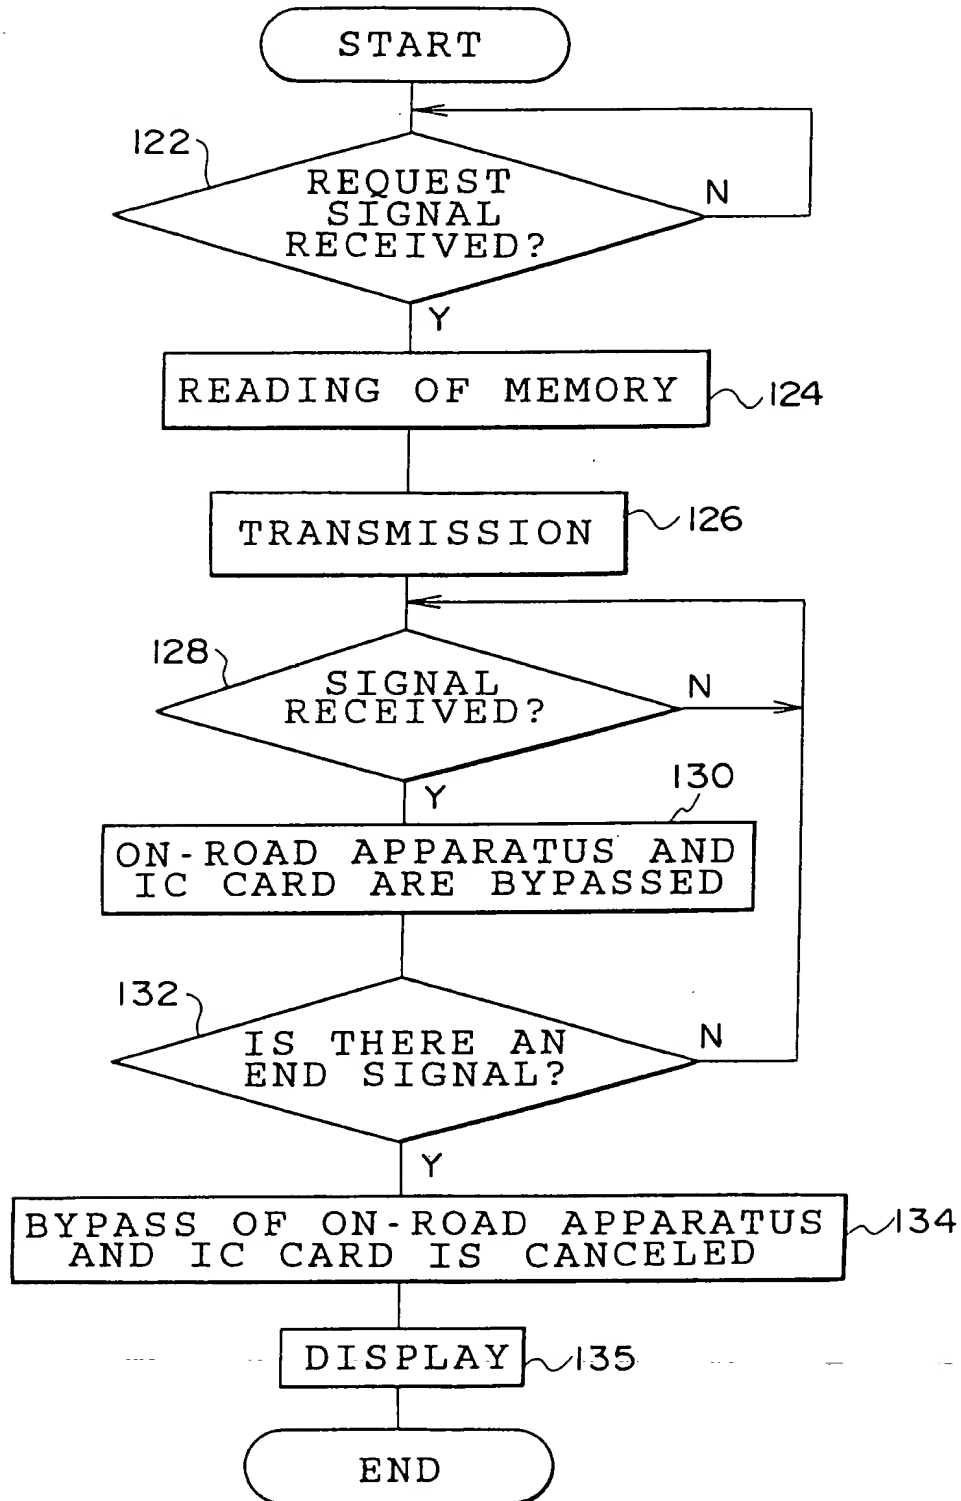 START
122
REQUEST
SIGNAL
RECEIVED?
N
Y
READING OF MEMORY
124
TRANSMISSION
126
128
SIGNAL
RECEIVED?
N
Y
130
ON-ROAD APPARATUS AND
IC CARD ARE BYPASSED
132
IS THERE AN
END SIGNAL?
N
Y
BYPASS OF ON-ROAD APPARATUS
AND IC CARD IS CANCELED
134
DISPLAY
135
END